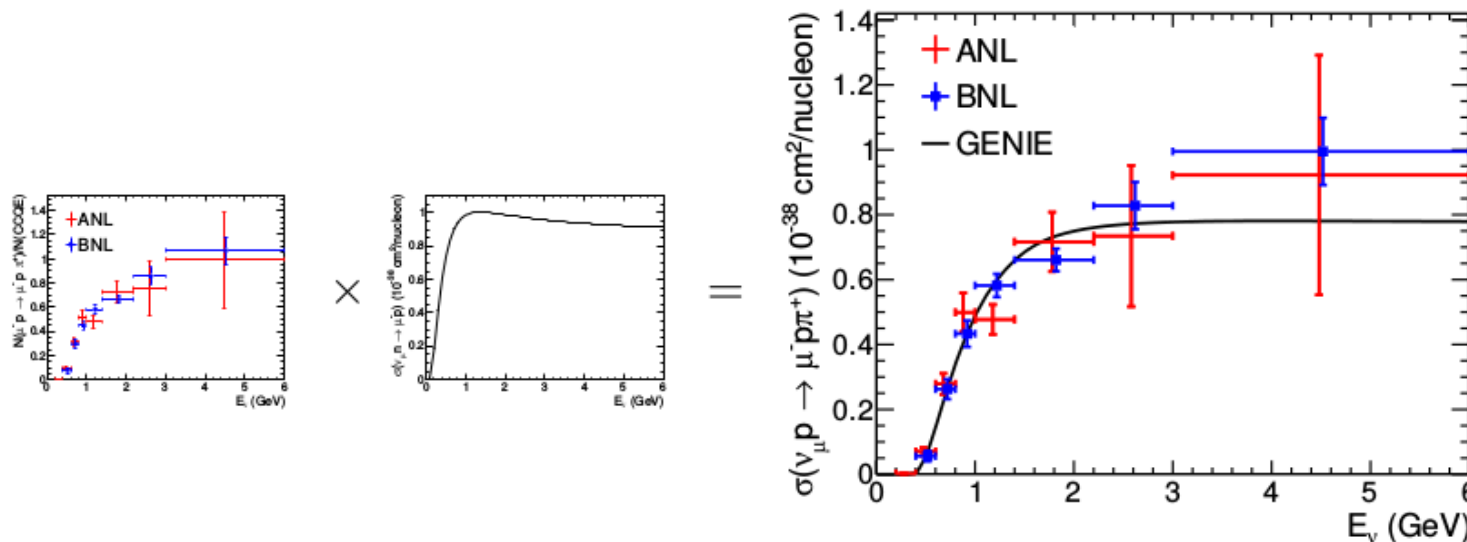 N(μ⁻ p → μ⁻ p π⁺)/N(CCQE)
1.4
1.2
1
0.8
0.6
0.4
0.2
0
ANL
BNL
0 1 2 3 4 5 6
E, (GeV)
×
σ(ν_μ n → μ⁻ p) (10⁻³⁸ cm²/nucleon)
1
0.8
0.6
0.4
0.2
0
0 1 2 3 4 5 6
E, (GeV)
=
σ(ν_μ p → μ⁻ p π⁺) (10⁻³⁸ cm²/nucleon)
1.4
1.2
1
0.8
0.6
0.4
0.2
0
ANL
BNL
GENIE
0 1 2 3 4 5 6
E_ν (GeV)